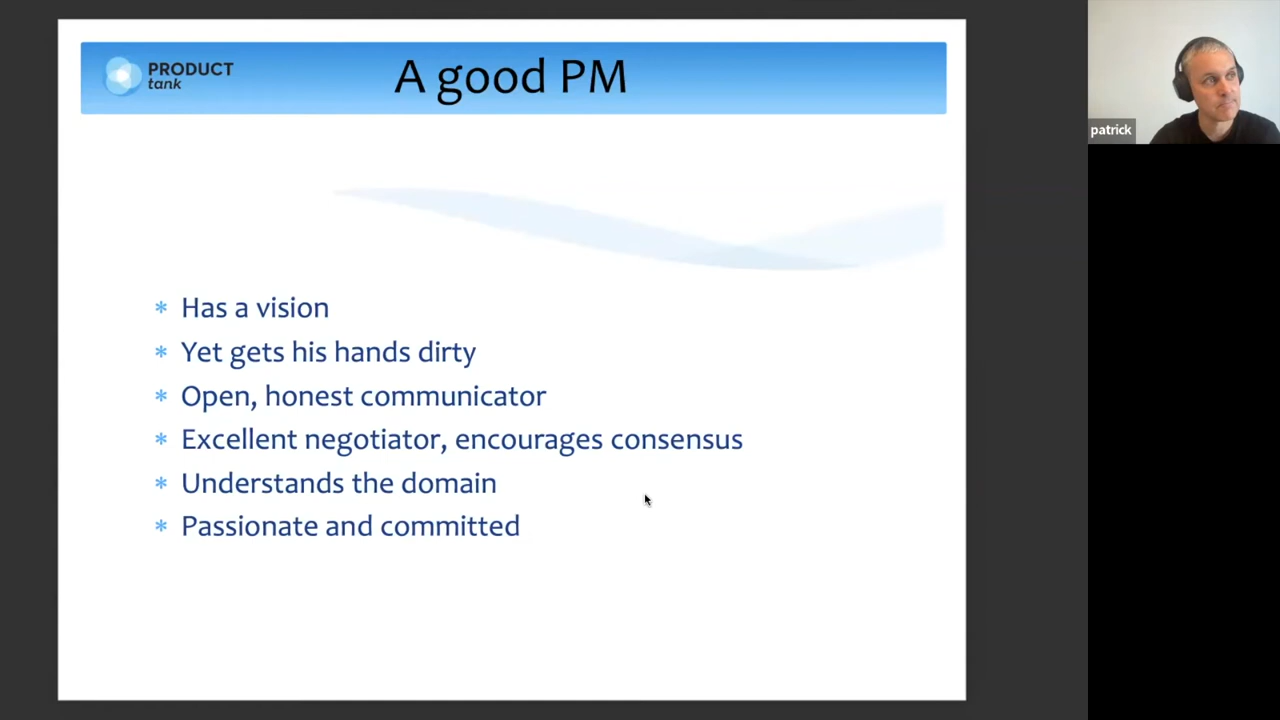 PRODUCT
tank
A good PM
* Has a vision
* Yet gets his hands dirty
* Open, honest communicator
* Excellent negotiator, encourages consensus
* Understands the domain
* Passionate and committed
patrick